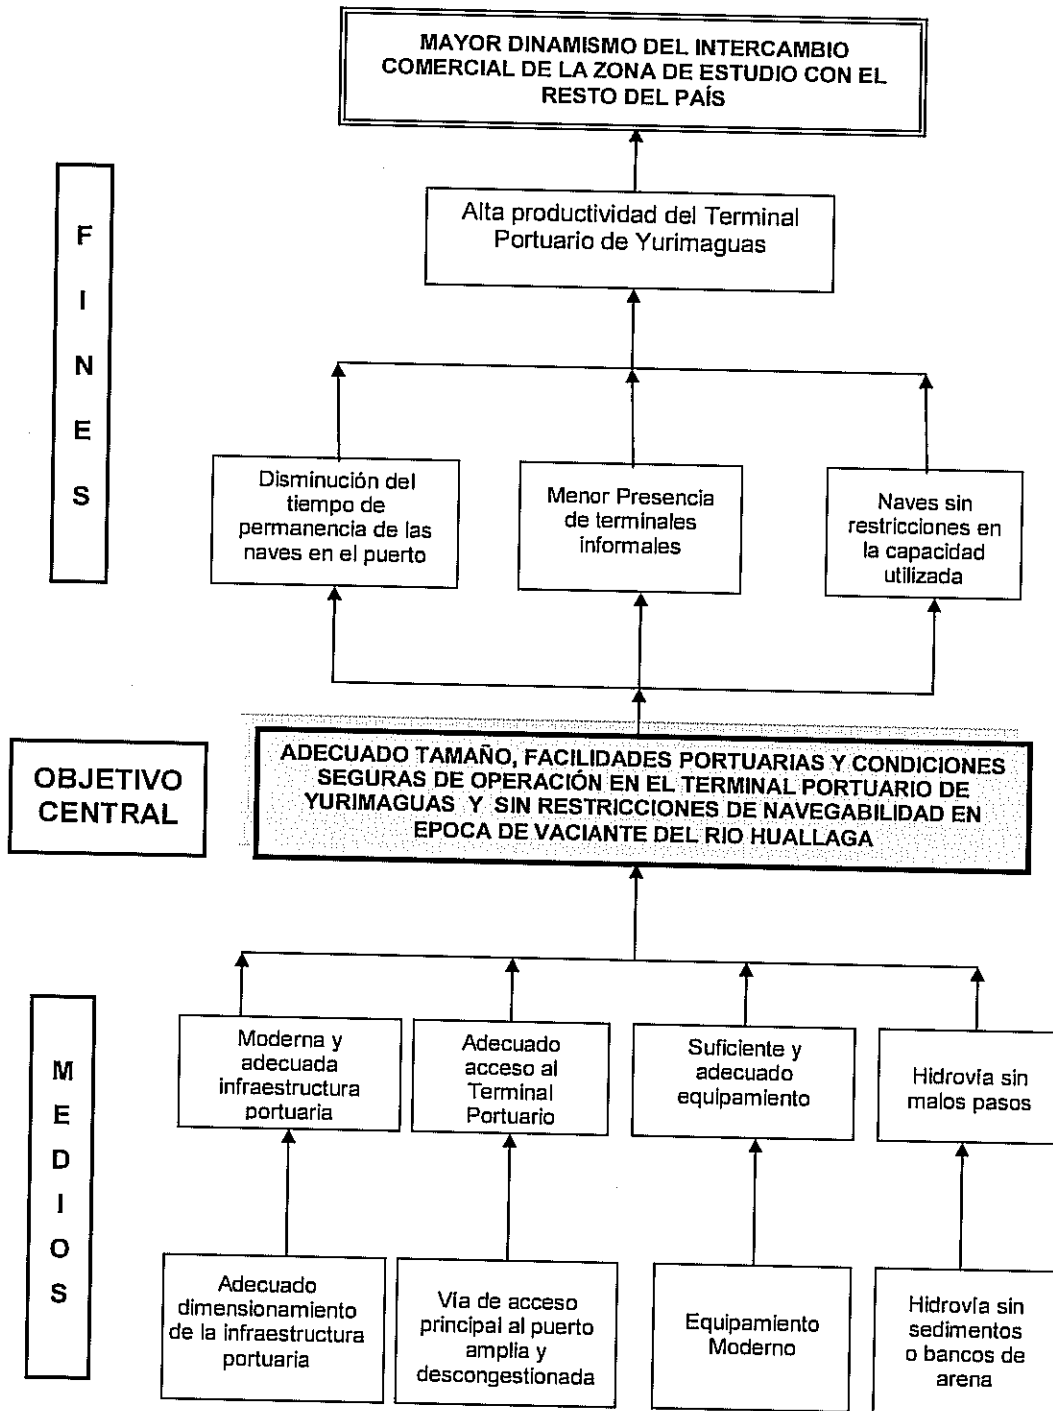 MAYOR DINAMISMO DEL INTERCAMBIO
COMERCIAL DE LA ZONA DE ESTUDIO CON EL
RESTO DEL PAÍS
F
I
N
E
S
Alta productividad del Terminal
Portuario de Yurimaguas
Disminución del
tiempo de
permanencia de las
naves en el puerto
Menor Presencia
de terminales
informales
Naves sin
restricciones en
la capacidad
utilizada
OBJETIVO
CENTRAL
ADECUADO TAMAÑO, FACILIDADES PORTUARIAS Y CONDICIONES
SEGURAS DE OPERACIÓN EN EL TERMINAL PORTUARIO DE
YURIMAGUAS Y SIN RESTRICCIONES DE NAVEGABILIDAD EN
EPOCA DE VACIANTE DEL RIO HUALLAGA
M
E
D
I
O
S
Moderna y
adecuada
infraestructura
portuaria
Adecuado
acceso al
Terminal
Portuario
Suficiente y
adecuado
equipamiento
Hidrovía sin
malos pasos
Adecuado
dimensionamiento
de la infraestructura
portuaria
Vía de acceso
principal al puerto
amplia y
descongestionada
Equipamiento
Moderno
Hidrovía sin
sedimentos
o bancos de
arena